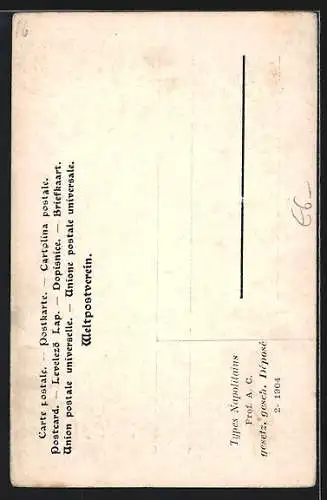 Carte postale. — Postkarte. — Cartolina postale.
Postcard. — Levelező Lap. — Dopisnice. — Briefkaart.
Union postale universelle. — Unione postale universale.
Weltpostverein.
Types Napolitains
Prof. A. C.
gesetz. gesch. Déposé
2- 1904